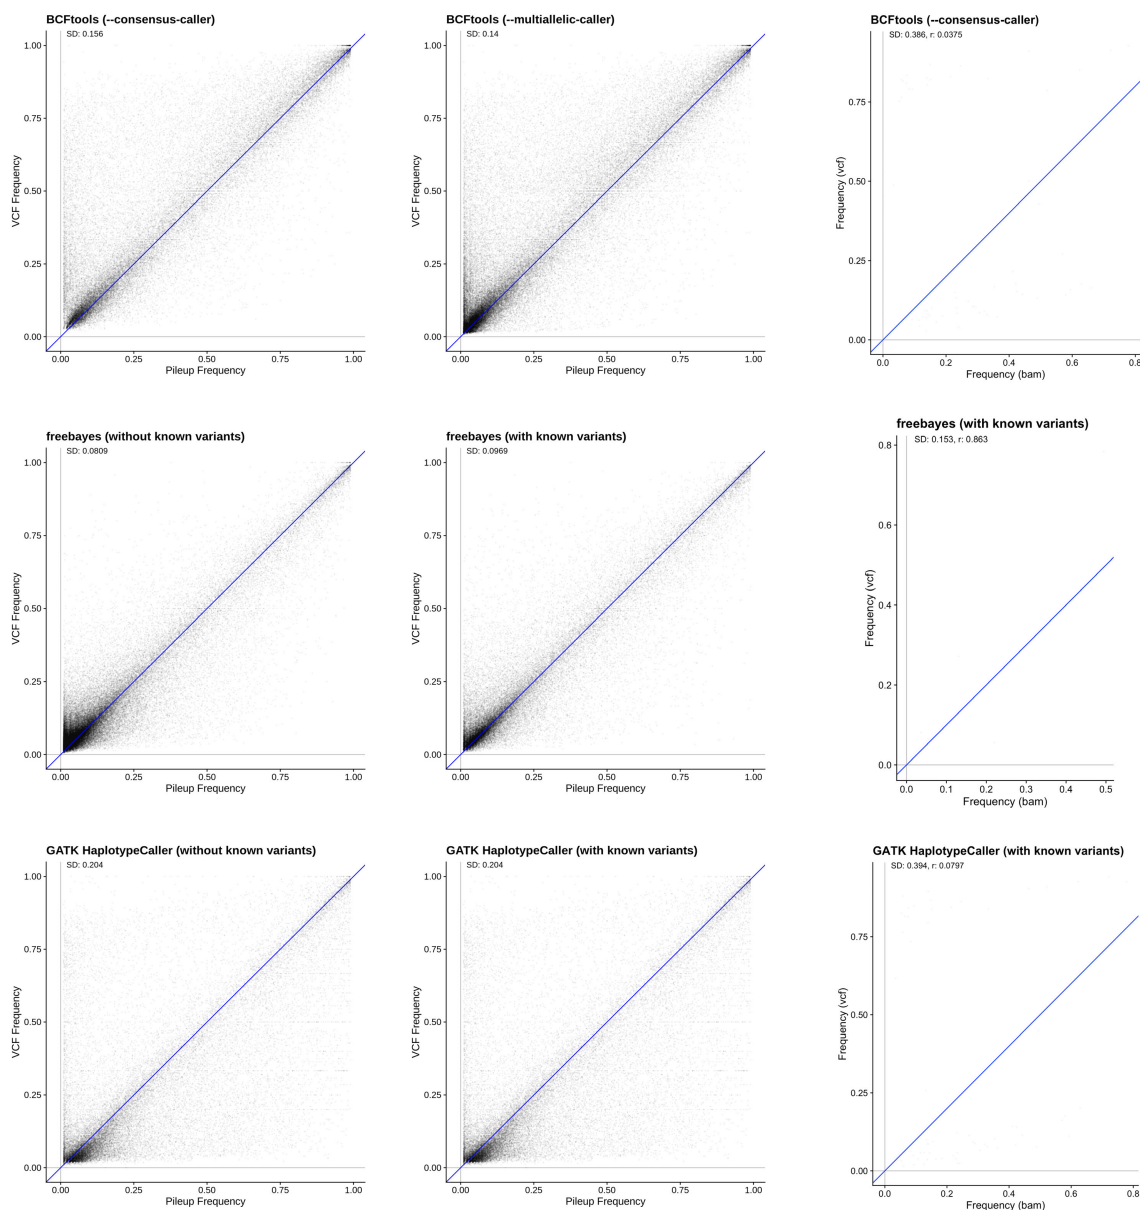 BCFtools (--consensus-caller)
SD: 0.156
1.00
0.75
0.50
0.25
0.00
VCF Frequency
0.00 0.25 0.50 0.75 1.00
Pileup Frequency
BCFtools (--multiallelic-caller)
SD: 0.14
1.00
0.75
0.50
0.25
0.00
VCF Frequency
0.00 0.25 0.50 0.75 1.00
Pileup Frequency
BCFtools (--consensus-caller)
SD: 0.386, r: 0.0375
0.75
0.50
0.25
0.00
Frequency (vcf)
0.0 0.2 0.4 0.6 0.8
Frequency (bam)
freebayes (without known variants)
SD: 0.0809
1.00
0.75
0.50
0.25
0.00
VCF Frequency
0.00 0.25 0.50 0.75 1.00
Pileup Frequency
freebayes (with known variants)
SD: 0.0969
1.00
0.75
0.50
0.25
0.00
VCF Frequency
0.00 0.25 0.50 0.75 1.00
Pileup Frequency
freebayes (with known variants)
SD: 0.153, r: 0.863
0.8
0.6
0.4
0.2
0.0
Frequency (vcf)
0.0 0.1 0.2 0.3 0.4 0.5
Frequency (bam)
GATK HaplotypeCaller (without known variants)
SD: 0.204
1.00
0.75
0.50
0.25
0.00
VCF Frequency
0.00 0.25 0.50 0.75 1.00
Pileup Frequency
GATK HaplotypeCaller (with known variants)
SD: 0.204
1.00
0.75
0.50
0.25
0.00
VCF Frequency
0.00 0.25 0.50 0.75 1.00
Pileup Frequency
GATK HaplotypeCaller (with known variants)
SD: 0.394, r: 0.0797
0.75
0.50
0.25
0.00
Frequency (vcf)
0.0 0.2 0.4 0.6 0.8
Frequency (bam)